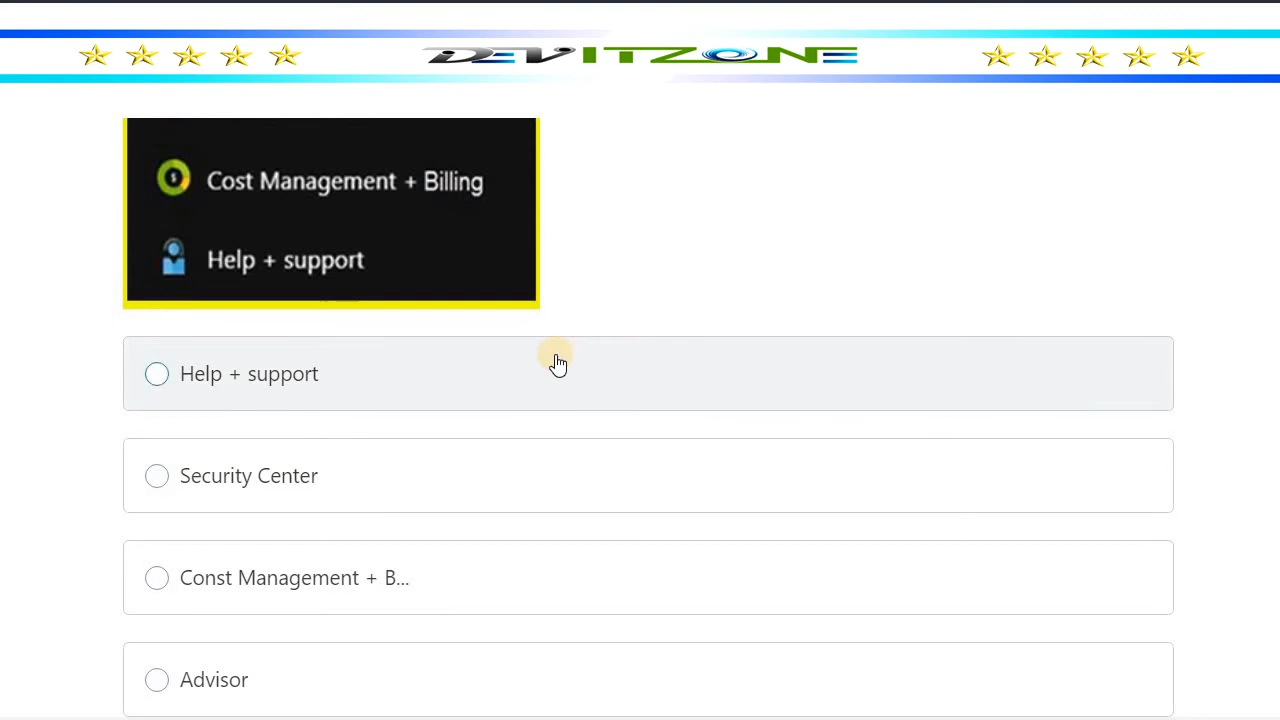 DEVITZONE
Cost Management + Billing
Help + support
Help + support
Security Center
Const Management + B...
Advisor